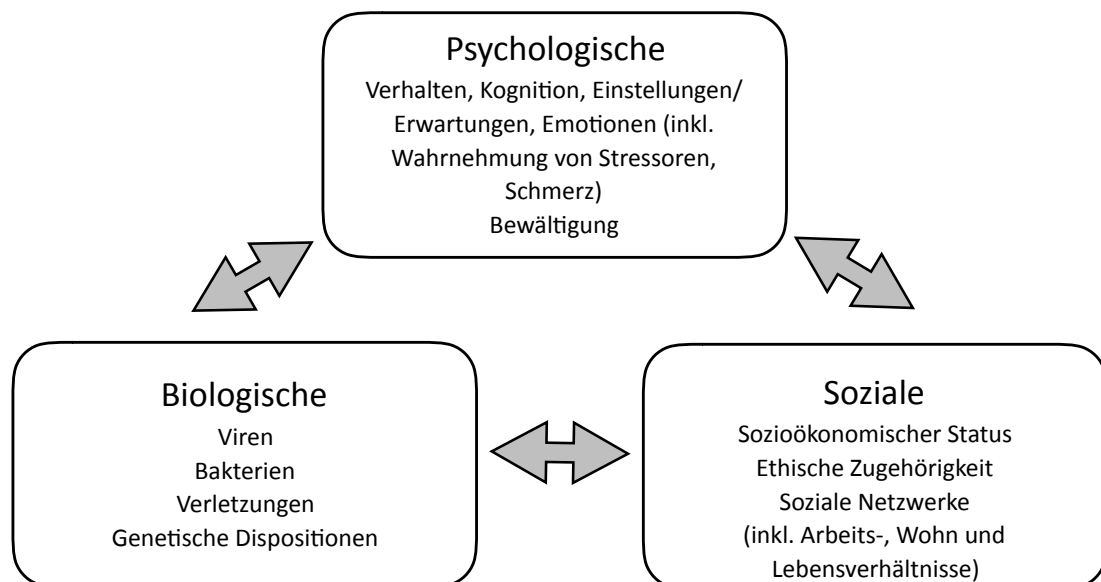 Psychologische
Verhalten, Kognition, Einstellungen/
Erwartungen, Emotionen (inkl.
Wahrnehmung von Stressoren,
Schmerz)
Bewältigung
Biologische
Viren
Bakterien
Verletzungen
Genetische Dispositionen
Soziale
Sozioökonomischer Status
Ethische Zugehörigkeit
Soziale Netzwerke
(inkl. Arbeits-, Wohn und
Lebensverhältnisse)